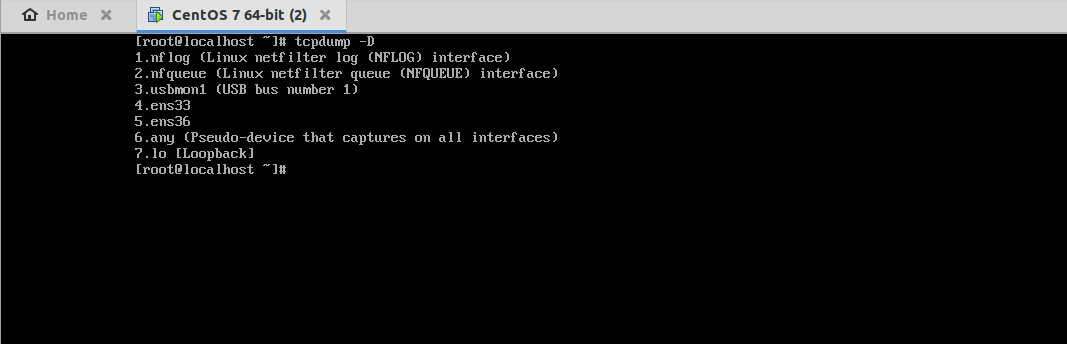 Home
CentOS 7 64-bit (2)
[root@localhost ~]# tcpdump -D
1.nflog (Linux netfilter log (NFLOG) interface)
2.nfqueue (Linux netfilter queue (NFQUEUE) interface)
3.usbmon1 (USB bus number 1)
4.ens33
5.ens36
6.any (Pseudo-device that captures on all interfaces)
7.lo [Loopback]
[root@localhost ~]#